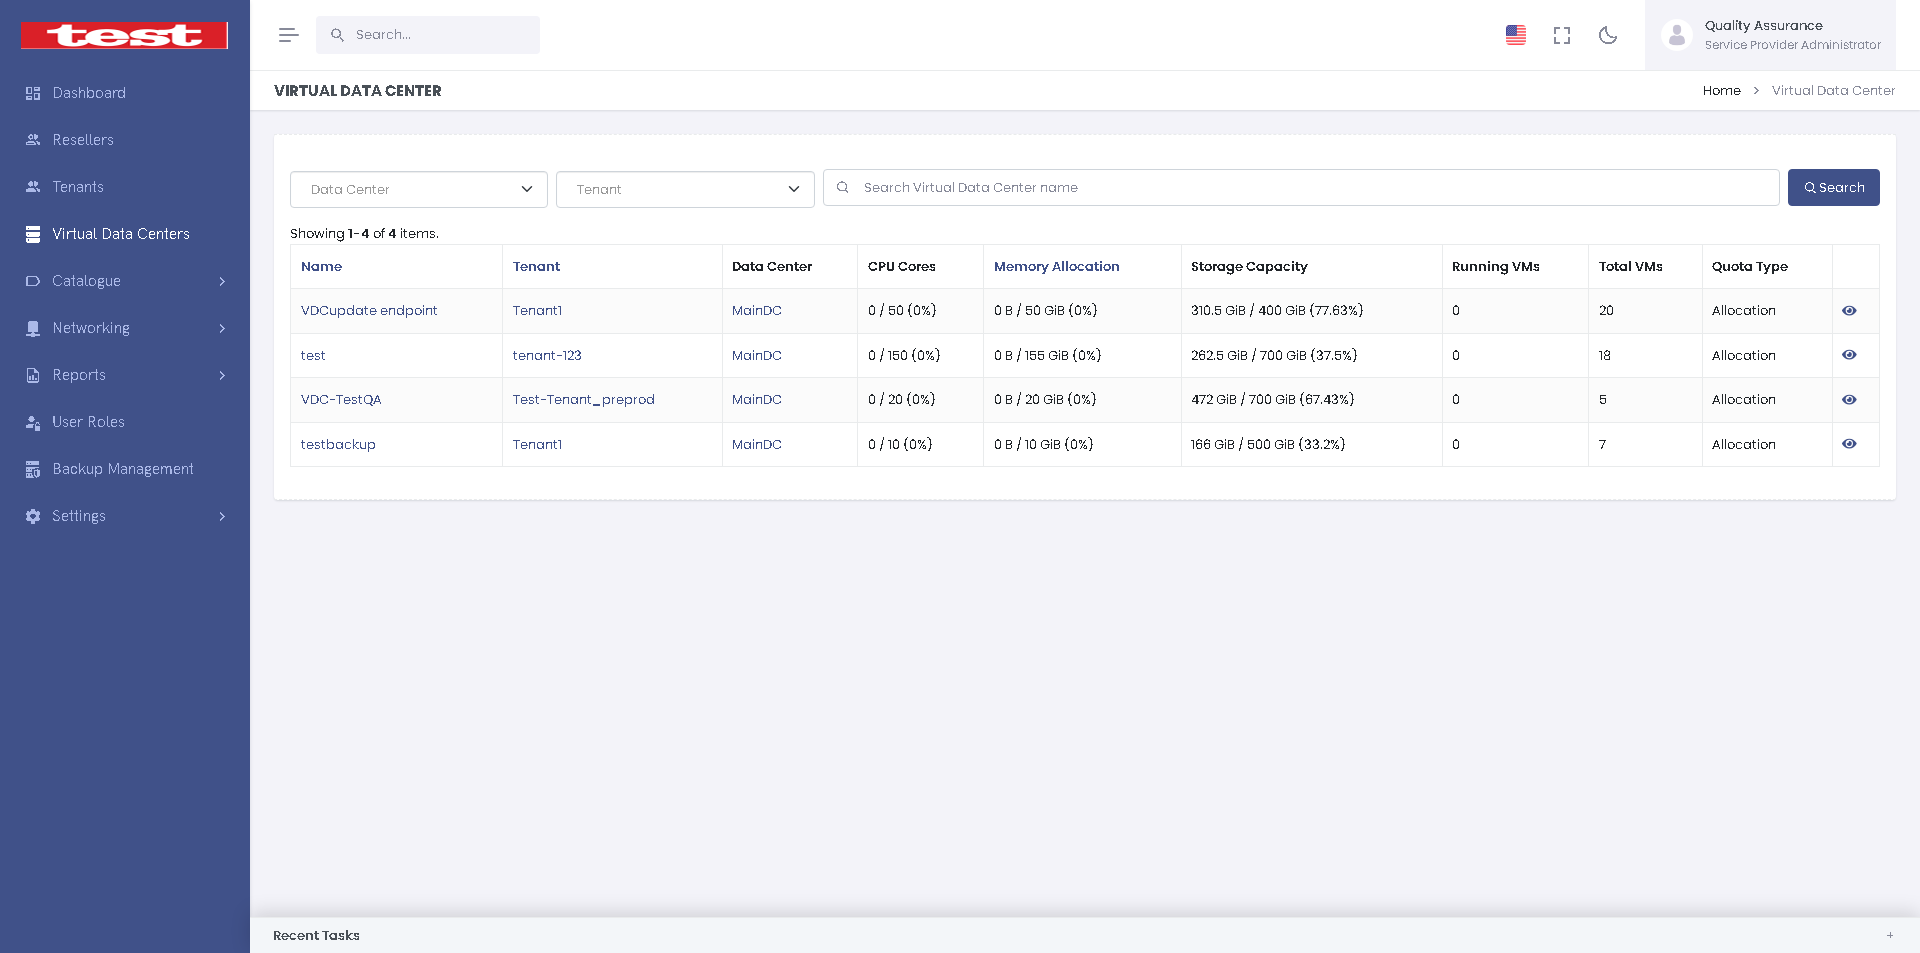 test
Dashboard
Resellers
Tenants
Virtual Data Centers
Catalogue
Networking
Reports
User Roles
Backup Management
Settings
Search...
Quality Assurance
Service Provider Administrator
VIRTUAL DATA CENTER
Home > Virtual Data Center
Data Center
Tenant
Search Virtual Data Center name
Search
Showing 1-4 of 4 items.
Name Tenant Data Center CPU Cores Memory Allocation Storage Capacity Running VMs Total VMs Quota Type
VDCupdate endpoint Tenant1 MainDC 0 / 50 (0%) 0 B / 50 GiB (0%) 310.5 GiB / 400 GiB (77.63%) 0 20 Allocation
test tenant-123 MainDC 0 / 150 (0%) 0 B / 155 GiB (0%) 262.5 GiB / 700 GiB (37.5%) 0 18 Allocation
VDC-TestQA Test-Tenant_preprod MainDC 0 / 20 (0%) 0 B / 20 GiB (0%) 472 GiB / 700 GiB (67.43%) 0 5 Allocation
testbackup Tenant1 MainDC 0 / 10 (0%) 0 B / 10 GiB (0%) 166 GiB / 500 GiB (33.2%) 0 7 Allocation
Recent Tasks +